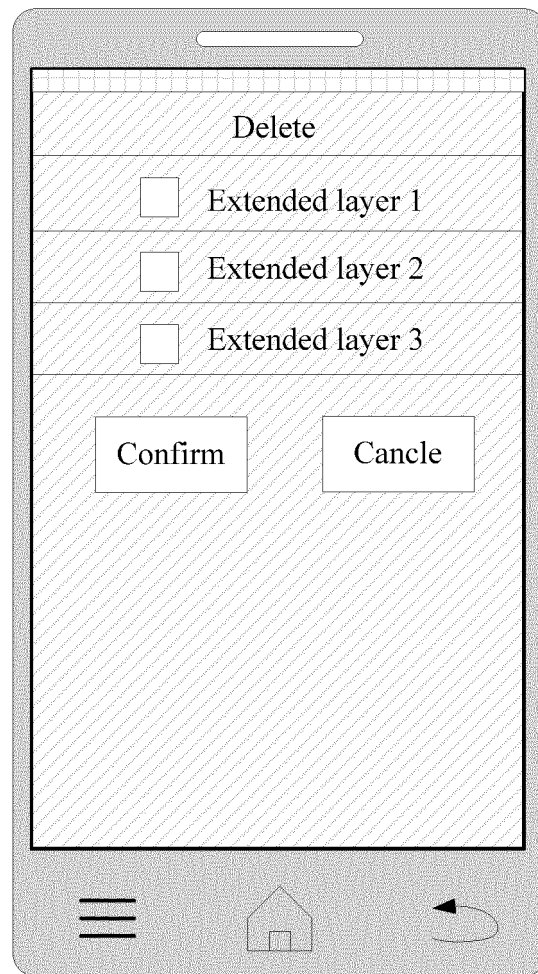 Delete
Extended layer 1
Extended layer 2
Extended layer 3
Confirm
Cancle